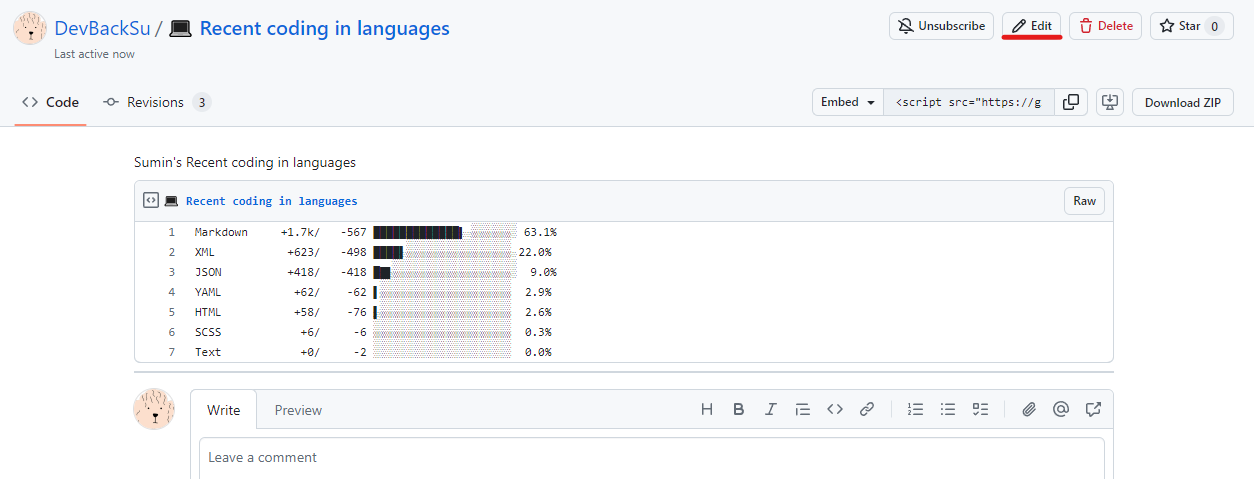 DevBackSu / 💻 Recent coding in languages
Last active now
Unsubscribe
Edit
Delete
Star 0
<> Code
Revisions 3
Embed
<script src="https://g
Download ZIP
Sumin's Recent coding in languages
💻 Recent coding in languages
Raw
1 Markdown +1.7k/ -567 63.1%
2 XML +623/ -498 22.0%
3 JSON +418/ -418 9.0%
4 YAML +62/ -62 2.9%
5 HTML +58/ -76 2.6%
6 SCSS +6/ -6 0.3%
7 Text +0/ -2 0.0%
Write
Preview
Leave a comment